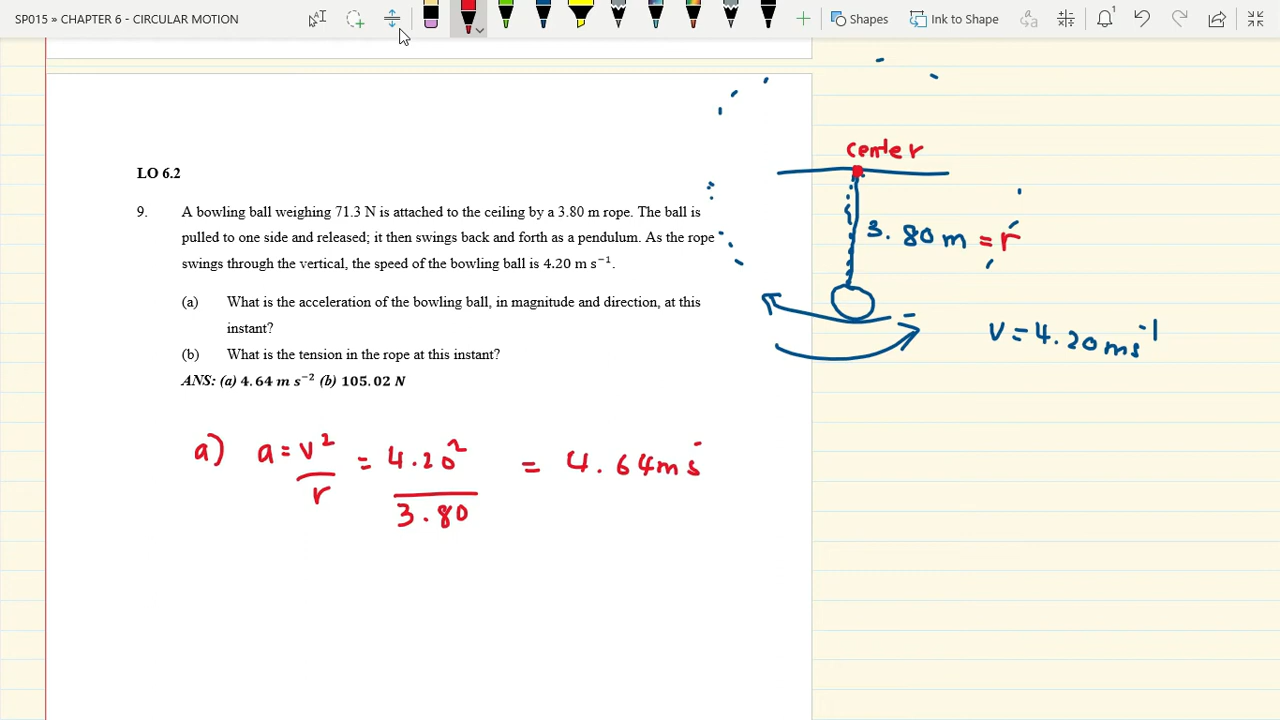 SP015 » CHAPTER 6 - CIRCULAR MOTION
Shapes
Ink to Shape
LO 6.2
9. A bowling ball weighing 71.3 N is attached to the ceiling by a 3.80 m rope. The ball is
pulled to one side and released; it then swings back and forth as a pendulum. As the rope
swings through the vertical, the speed of the bowling ball is 4.20 m s⁻¹.
(a) What is the acceleration of the bowling ball, in magnitude and direction, at this
instant?
(b) What is the tension in the rope at this instant?
ANS: (a) 4.64 m s⁻² (b) 105.02 N
center
3.80 m = r
v = 4.20 ms⁻¹
a) a = v²/r = 4.20²/3.80 = 4.64 ms⁻